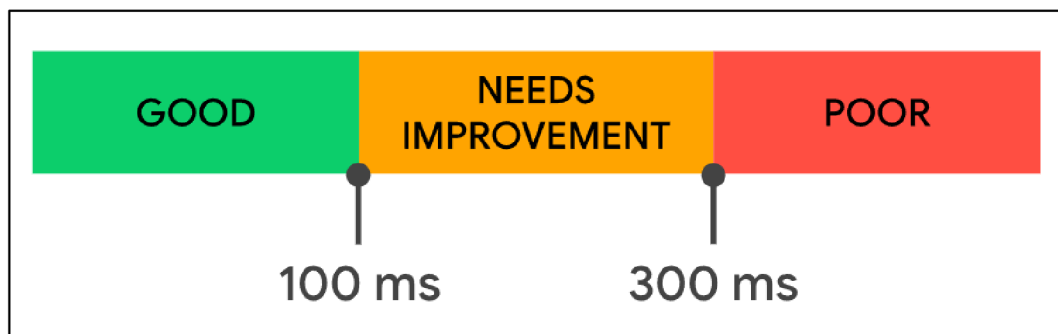 GOOD
NEEDS
IMPROVEMENT
POOR
100 ms
300 ms